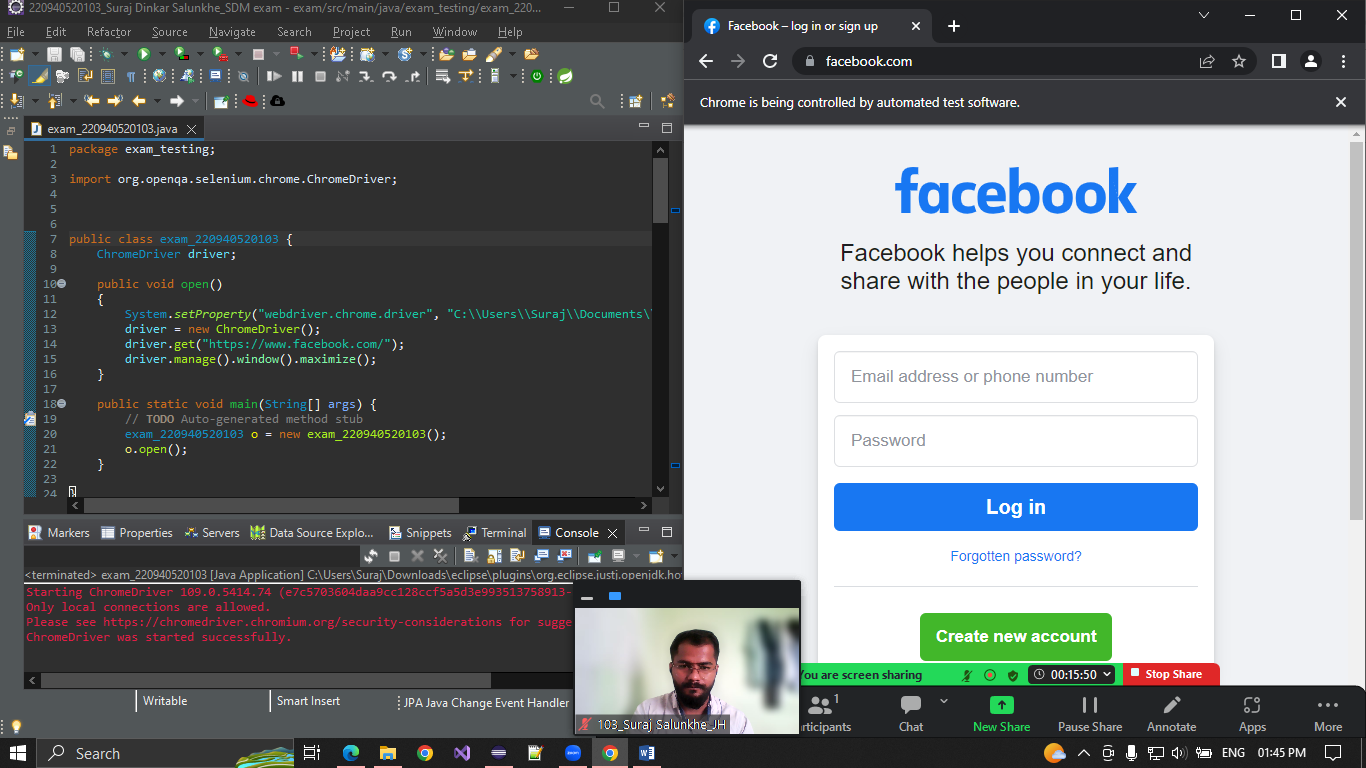 220940520103_Suraj Dinkar Salunkhe_SDM exam - exam/src/main/java/exam_testing/exam_220...
File Edit Refactor Source Navigate Search Project Run Window Help
exam_220940520103.java
1 package exam_testing;
2
3 import org.openqa.selenium.chrome.ChromeDriver;
4
5
6
7 public class exam_220940520103 {
8 ChromeDriver driver;
9
10 public void open()
11 {
12 System.setProperty("webdriver.chrome.driver", "C:\\Users\\Suraj\\Documents\
13 driver = new ChromeDriver();
14 driver.get("https://www.facebook.com/");
15 driver.manage().window().maximize();
16 }
17
18 public static void main(String[] args) {
19 // TODO Auto-generated method stub
20 exam_220940520103 o = new exam_220940520103();
21 o.open();
22 }
23
24 }
Markers Properties Servers Data Source Explo... Snippets Terminal Console
<terminated> exam_220940520103 [Java Application] C:\Users\Suraj\Downloads\eclipse\plugins\org.eclipse.justj.openjdk.ho
Starting ChromeDriver 109.0.5414.74 (e7c5703604daa9cc128ccf5a5d3e993513758913-
Only local connections are allowed.
Please see https://chromedriver.chromium.org/security-considerations for sugge
ChromeDriver was started successfully.
Writable Smart Insert JPA Java Change Event Handler
Facebook – log in or sign up
facebook.com
Chrome is being controlled by automated test software.
facebook
Facebook helps you connect and
share with the people in your life.
Email address or phone number
Password
Log in
Forgotten password?
Create new account
You are screen sharing 00:15:50 Stop Share
103_Suraj Salunkhe_JH
1
rticipants Chat New Share Pause Share Annotate Apps More
Search
ENG 01:45 PM